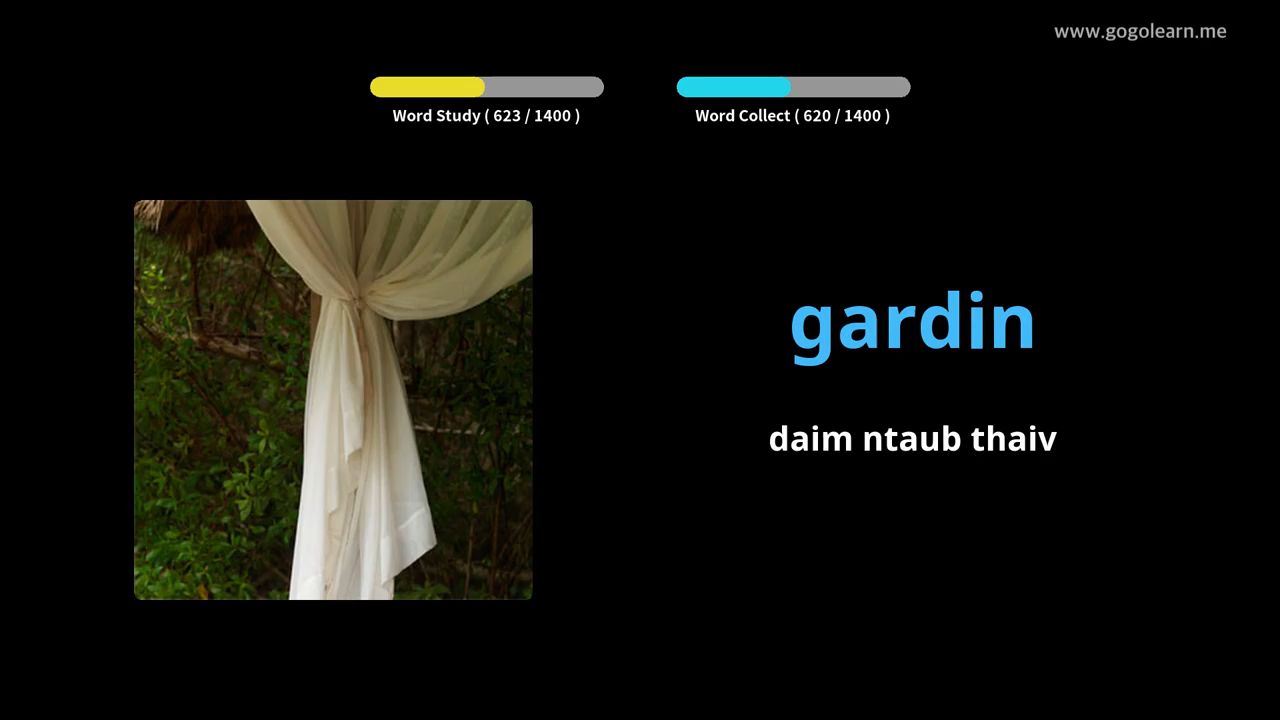 www.gogolearn.me
Word Study ( 623 / 1400 )
Word Collect ( 620 / 1400 )
gardin
daim ntaub thaiv